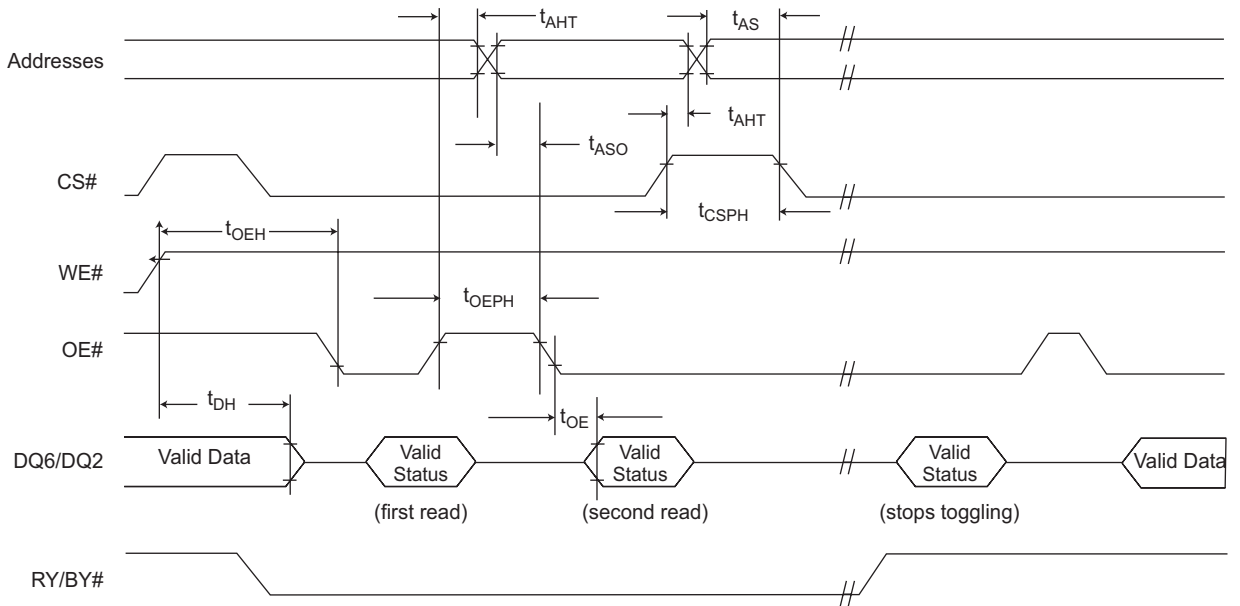 tAHT
tAS
Addresses
tAHT
tASO
CS#
tCSPH
tOEH
WE#
tOEPH
OE#
tDH
tOE
DQ6/DQ2
Valid Data
Valid
Status
Valid
Status
Valid
Status
Valid Data
(first read)
(second read)
(stops toggling)
RY/BY#